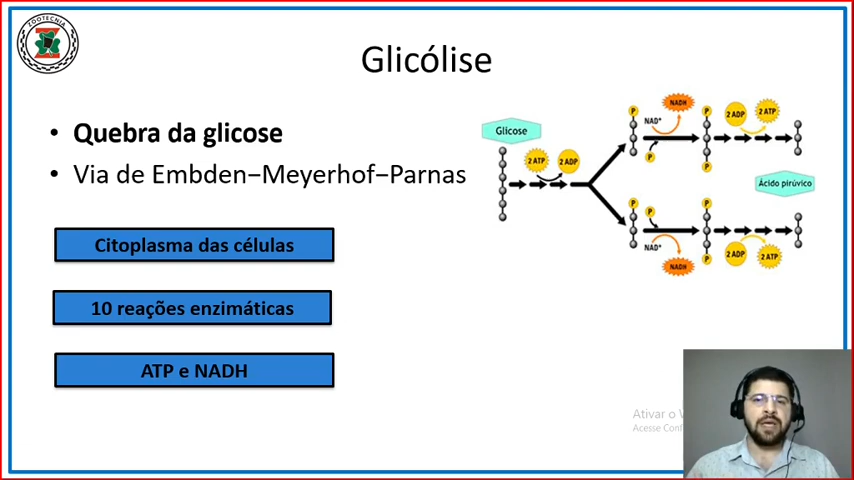 ZOOTECNIA
Glicólise
• Quebra da glicose
• Via de Embden–Meyerhof–Parnas
Citoplasma das células
10 reações enzimáticas
ATP e NADH
Glicose
2 ATP
2 ADP
P
NAD⁺
NADH
P
P
P
2 ADP
2 ATP
Ácido pirúvico
P
P
NAD⁺
NADH
P
P
2 ADP
2 ATP
Ativar o
Acesse Conf